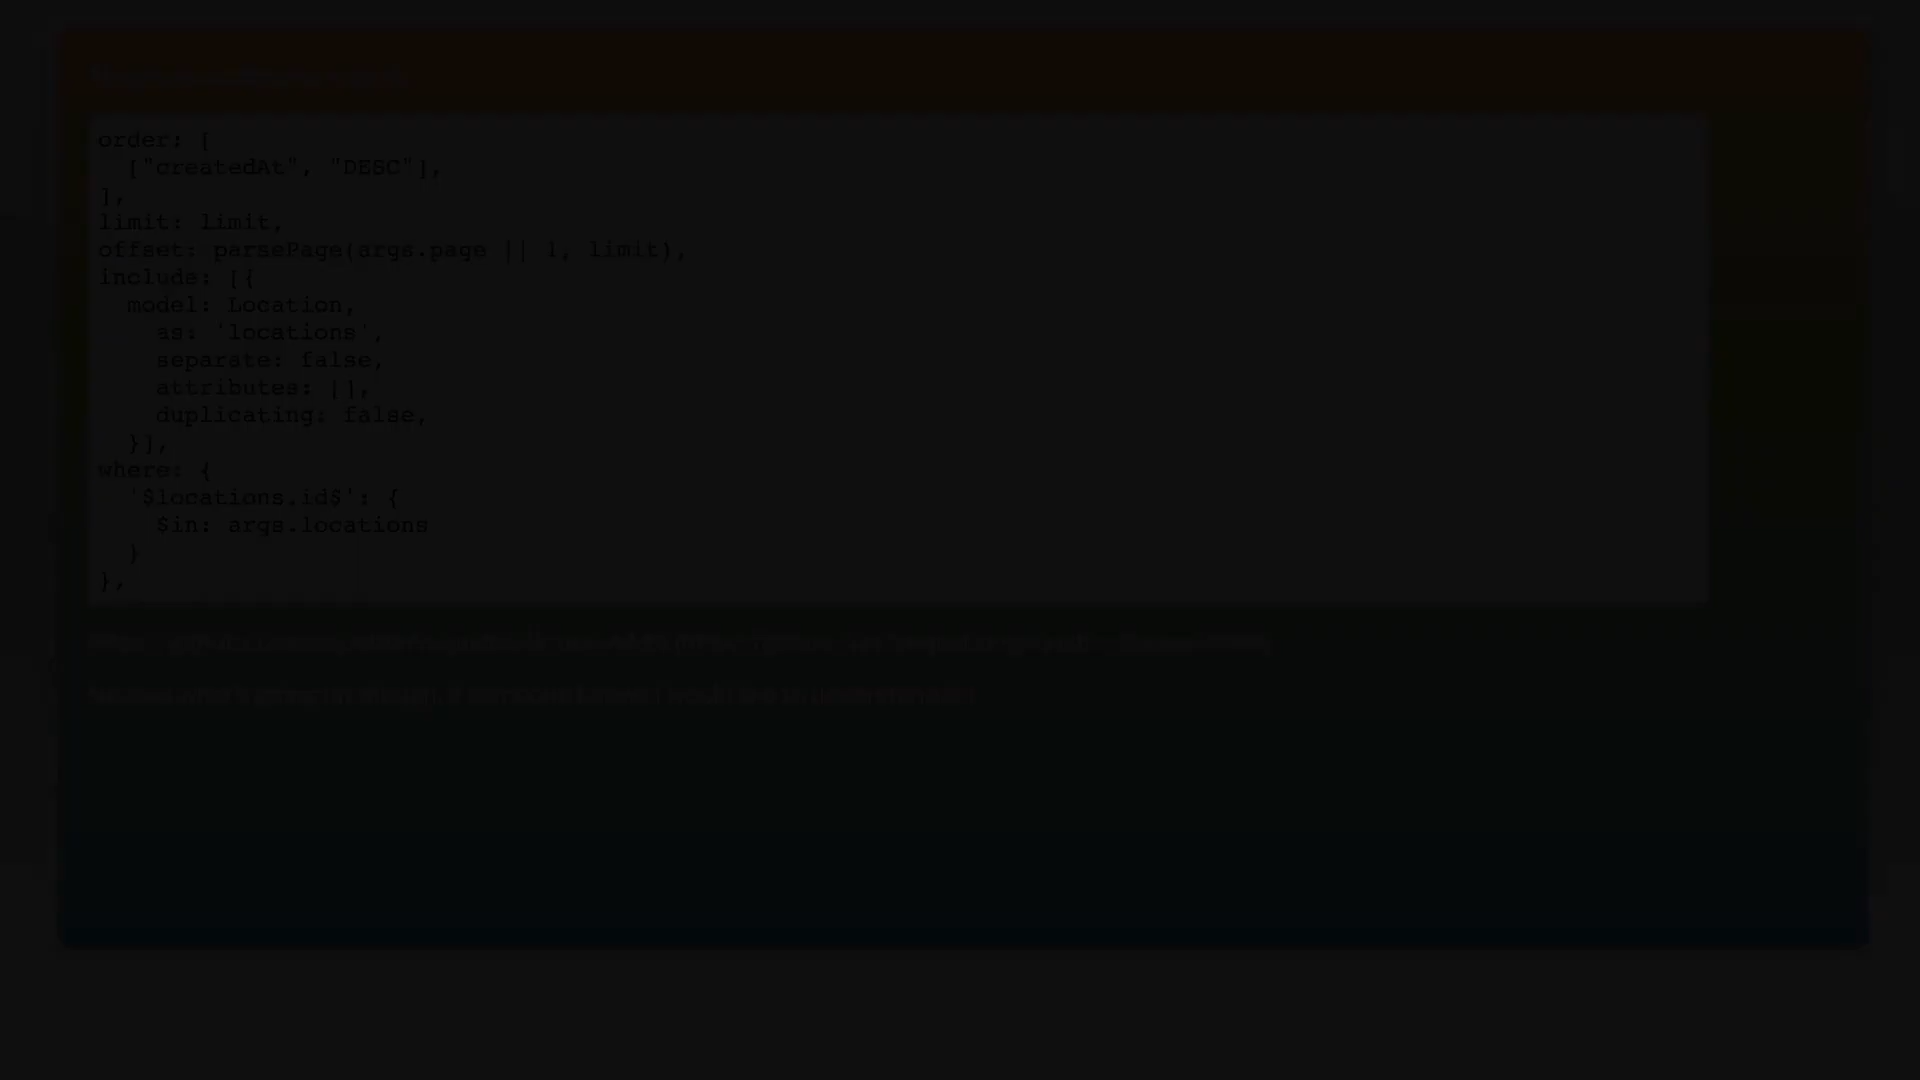 order: [
  ["createdAt", "DESC"],
],
limit: limit,
offset: parsePage(args.page || 1, limit),
include: [{
  model: Location,
    as: 'locations',
    separate: false,
    attributes: [],
    duplicating: false,
  }],
where: {
  '$locations.id$': {
    $in: args.locations
  }
},